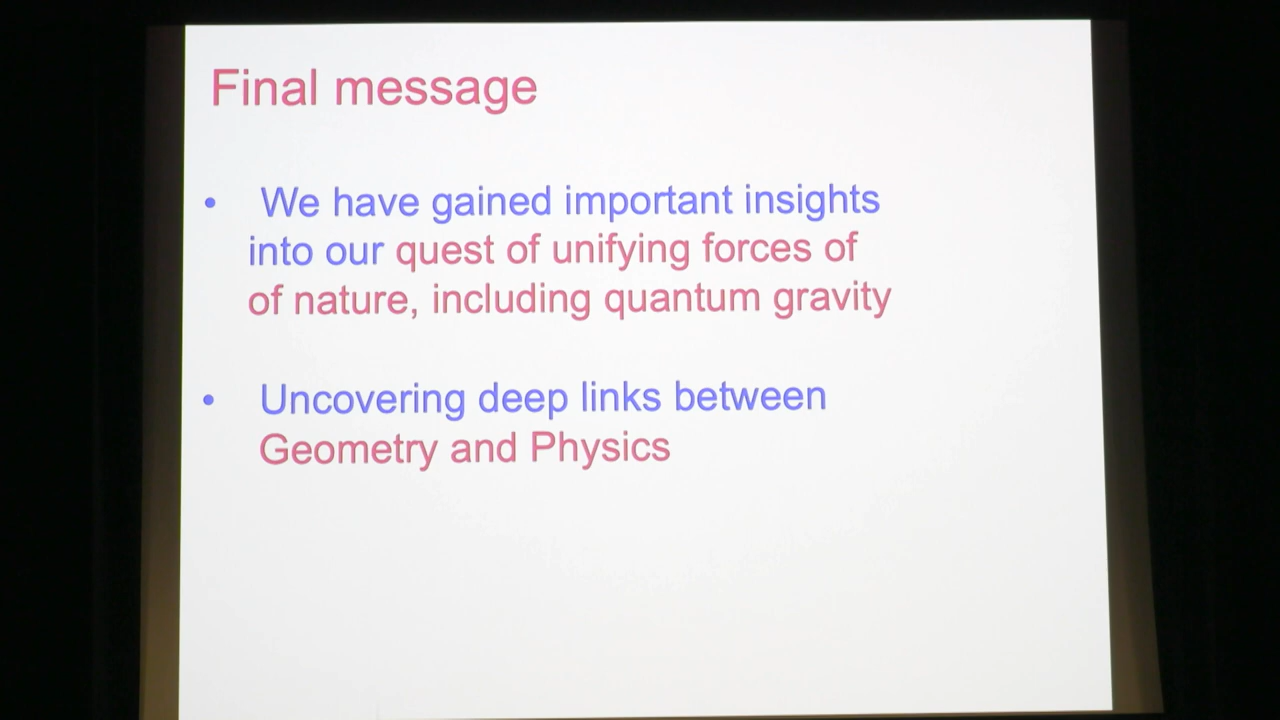 Final message
• We have gained important insights
into our quest of unifying forces of
of nature, including quantum gravity
• Uncovering deep links between
Geometry and Physics